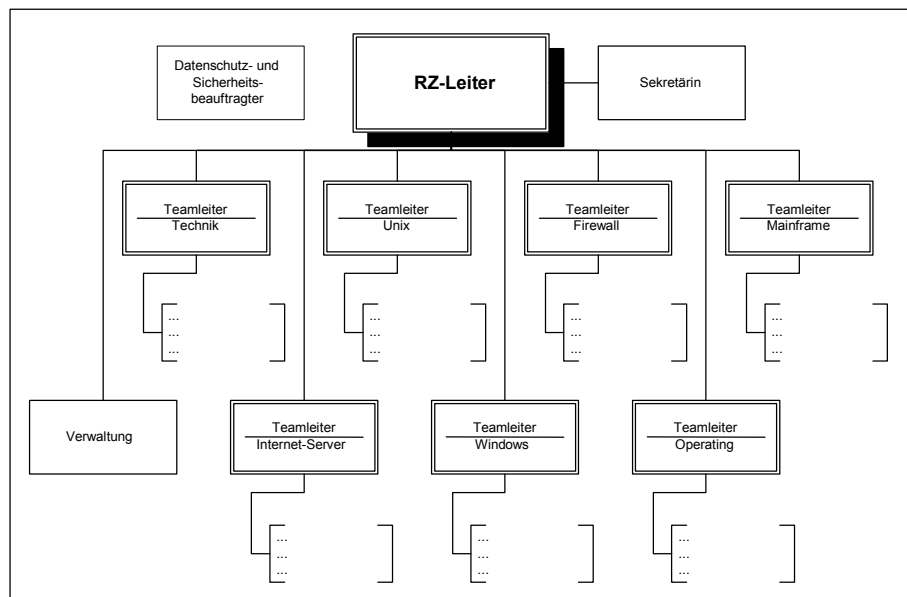 Datenschutz- und
Sicherheits-
beauftragter
RZ-Leiter
Sekretärin
Teamleiter
Technik
Teamleiter
Unix
Teamleiter
Firewall
Teamleiter
Mainframe
...
...
...
...
...
...
...
...
...
...
...
...
Verwaltung
Teamleiter
Internet-Server
Teamleiter
Windows
Teamleiter
Operating
...
...
...
...
...
...
...
...
...